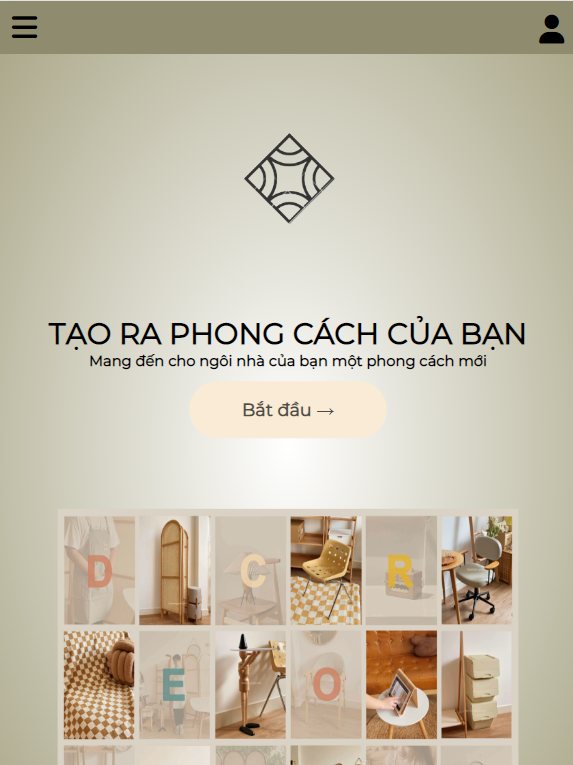 TẠO RA PHONG CÁCH CỦA BẠN
Mang đến cho ngôi nhà của bạn một phong cách mới
Bắt đầu →
D C R
E O